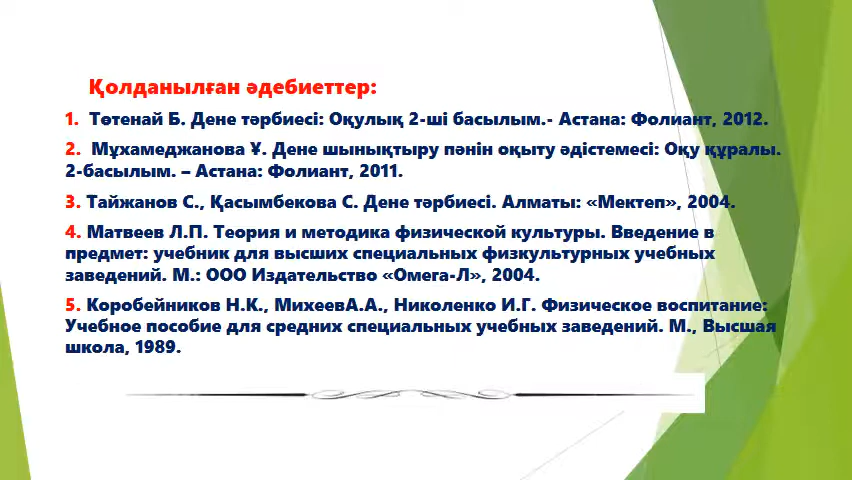 Қолданылған әдебиеттер:
1. Төтенай Б. Дене тәрбиесі: Оқулық 2-ші басылым.- Астана: Фолиант, 2012.
2. Мұхамеджанова Ұ. Дене шынықтыру пәнін оқыту әдістемесі: Оқу құралы.
2-басылым. – Астана: Фолиант, 2011.
3. Тайжанов С., Қасымбекова С. Дене тәрбиесі. Алматы: «Мектеп», 2004.
4. Матвеев Л.П. Теория и методика физической культуры. Введение в
предмет: учебник для высших специальных физкультурных учебных
заведений. М.: ООО Издательство «Омега-Л», 2004.
5. Коробейников Н.К., МихеевА.А., Николенко И.Г. Физическое воспитание:
Учебное пособие для средних специальных учебных заведений. М., Высшая
школа, 1989.